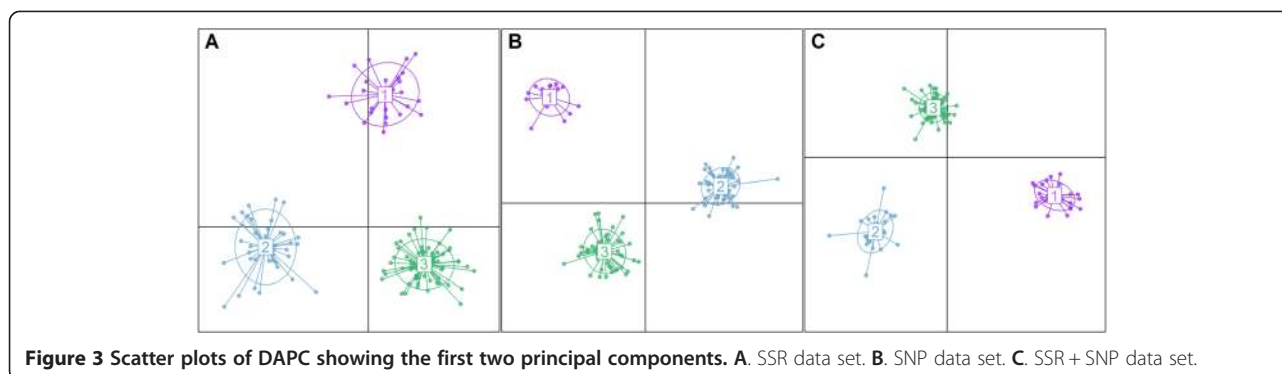 A
B
C
1
1
3
2
1
2
2
3
3
Figure 3 Scatter plots of DAPC showing the first two principal components. A. SSR data set. B. SNP data set. C. SSR + SNP data set.